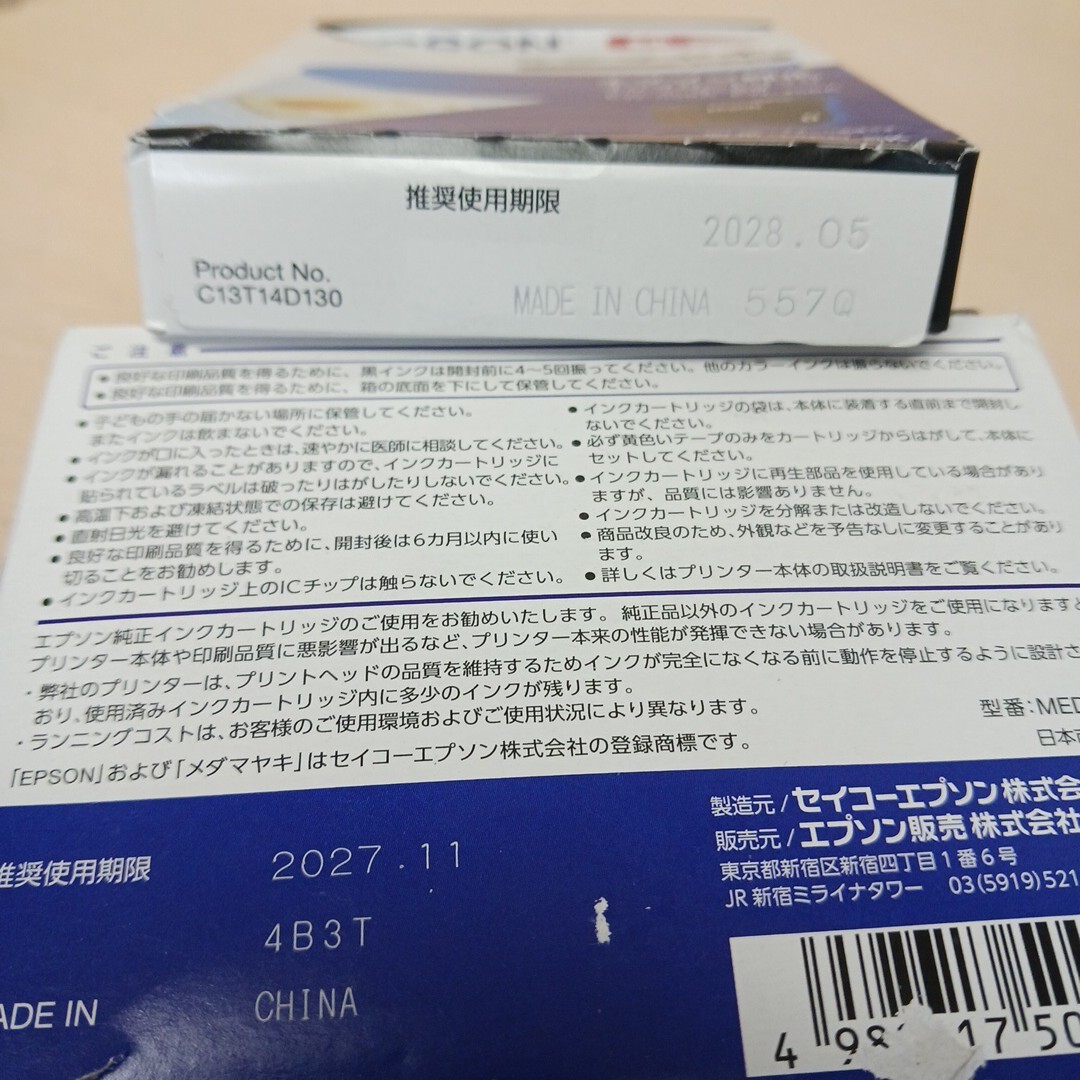 推奨使用期限
2028.05
Product No.
C13T14D130
MADE IN CHINA 557Q
ご注意
• 良好な印刷品質を得るために、黒インクは開封前に4〜5回振ってください。他のカラーインクは振らないでください。
• 良好な印刷品質を得るために、箱の底面を下にして保管してください。
• 子どもの手の届かない場所に保管してください。
またインクは飲まないでください。
• インクが口に入ったときは、速やかに医師に相談してください。
• インクが漏れることがありますので、インクカートリッジに
貼られているラベルは破ったりはがしたりしないでください。
• 高温下および凍結状態での保存は避けてください。
• 直射日光を避けてください。
• 良好な印刷品質を得るために、開封後は6カ月以内に使い
切ることをお勧めします。
• インクカートリッジ上のICチップは触らないでください。
• インクカートリッジの袋は、本体に装着する直前まで開封し
ないでください。
• 必ず黄色いテープのみをカートリッジからはがして、本体に
セットしてください。
• インクカートリッジに再生部品を使用している場合があり
ますが、品質には影響ありません。
• インクカートリッジを分解または改造しないでください。
• 商品改良のため、外観などを予告なしに変更することがあり
ます。
• 詳しくはプリンター本体の取扱説明書をご覧ください。
エプソン純正インクカートリッジのご使用をお勧めいたします。純正品以外のインクカートリッジをご使用になりますと
プリンター本体や印刷品質に悪影響が出るなど、プリンター本来の性能が発揮できない場合があります。
・弊社のプリンターは、プリントヘッドの品質を維持するためインクが完全になくなる前に動作を停止するように設計さ
おり、使用済みインクカートリッジ内に多少のインクが残ります。
・ランニングコストは、お客様のご使用環境およびご使用状況により異なります。
型番:MED
「EPSON」および「メダマヤキ」はセイコーエプソン株式会社の登録商標です。
日本
製造元/セイコーエプソン株式会
販売元/エプソン販売株式会社
東京都新宿区新宿四丁目1番6号
JR新宿ミライナタワー 03(5919)521
推奨使用期限 2027.11
4B3T
MADE IN CHINA
4 98 17 50